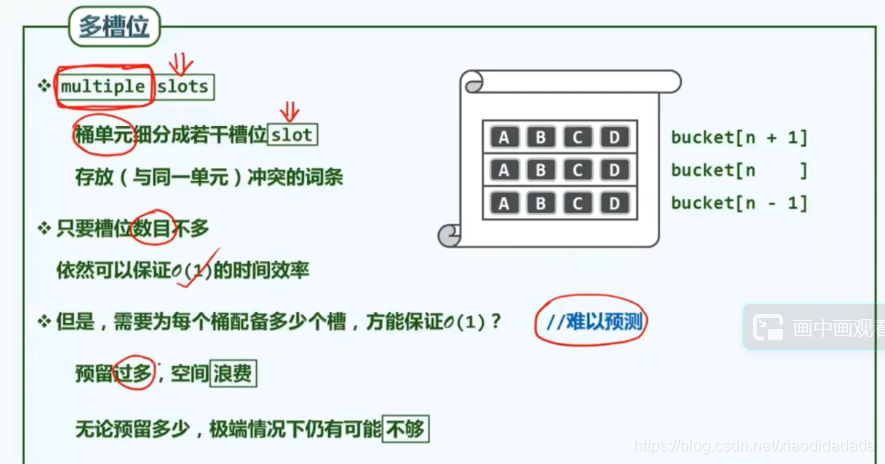 多槽位
❖ multiple slots
桶单元细分成若干槽位 slot
存放（与同一单元）冲突的词条
❖ 只要槽位数目不多
依然可以保证O(1)的时间效率
❖ 但是，需要为每个桶配备多少个槽，方能保证O(1)？ //难以预测
预留过多，空间浪费
无论预留多少，极端情况下仍有可能不够
A B C D bucket[n + 1]
A B C D bucket[n ]
A B C D bucket[n - 1]
画中画观看
https://blog.csdn.net/xiaodidadada